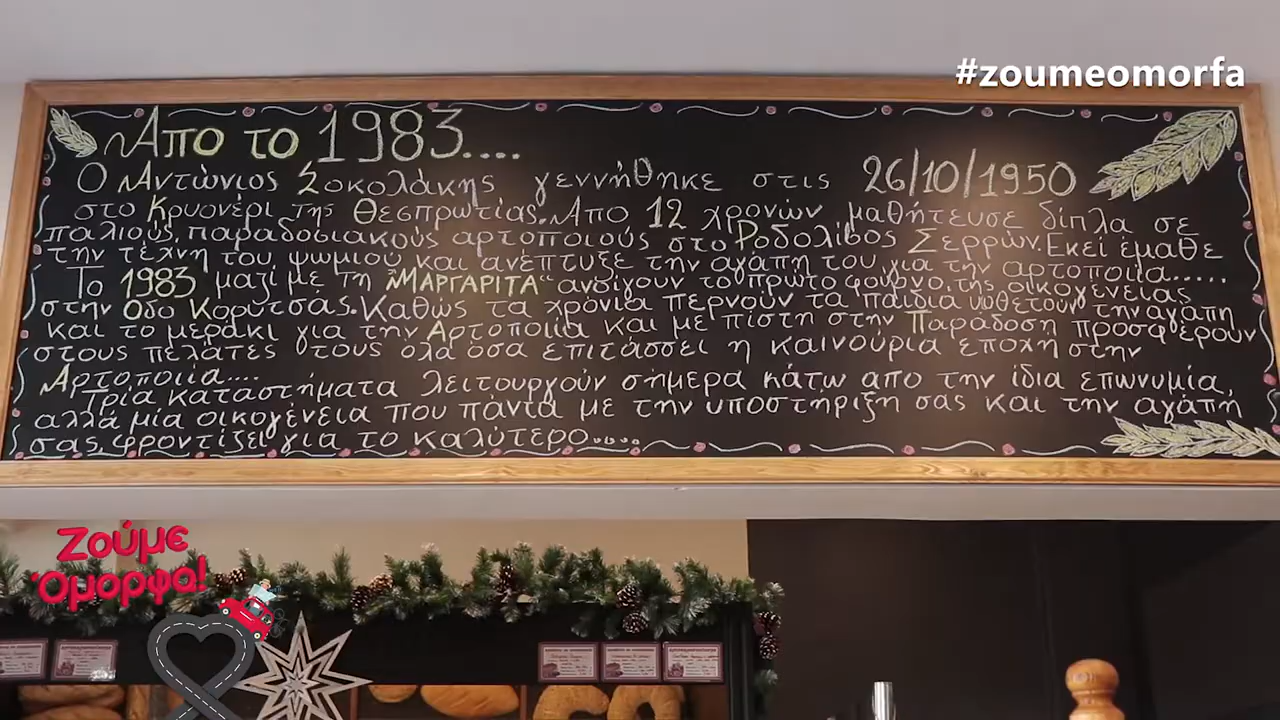 #zoumeomorfa
Απο το 1983....
Ο Αντώνιος Σοκολάκης γεννήθηκε στις 26/10/1950
στο Κρυονέρι της Θεσπρωτίας. Απο 12 χρονών μαθήτευσε δίπλα σε
παλιούς, παραδοσιακούς αρτοποιούς στο Ροδολίβος Σερρών. Εκεί έμαθε
την τέχνη του ψωμιού και ανέπτυξε την αγάπη του για την αρτοποιία......
Το 1983 μαζί με τη "ΜΑΡΓΑΡΙΤΑ" ανοίγουν το πρώτο φούρνο της οικογένειας
στην Οδο Κορυτσας. Καθώς τα χρόνια περνούν τα παιδιά υοθετούν την αγάπη
και το μεράκι για την Αρτοποιία και με πίστη στην Παράδοση προσφέρουν
στους πελάτες τους όλα όσα επιτάσσει η καινούρια εποχή στην
Αρτοποιία....
Τρία καταστήματα λειτουργούν σήμερα κάτω απο την ίδια επωνυμία,
αλλά μία οικογένεια που πάντα με την υποστήριξη σας και την αγάπη
σας φροντίζει για το καλύτερο.....
Ζούμε
Όμορφα!